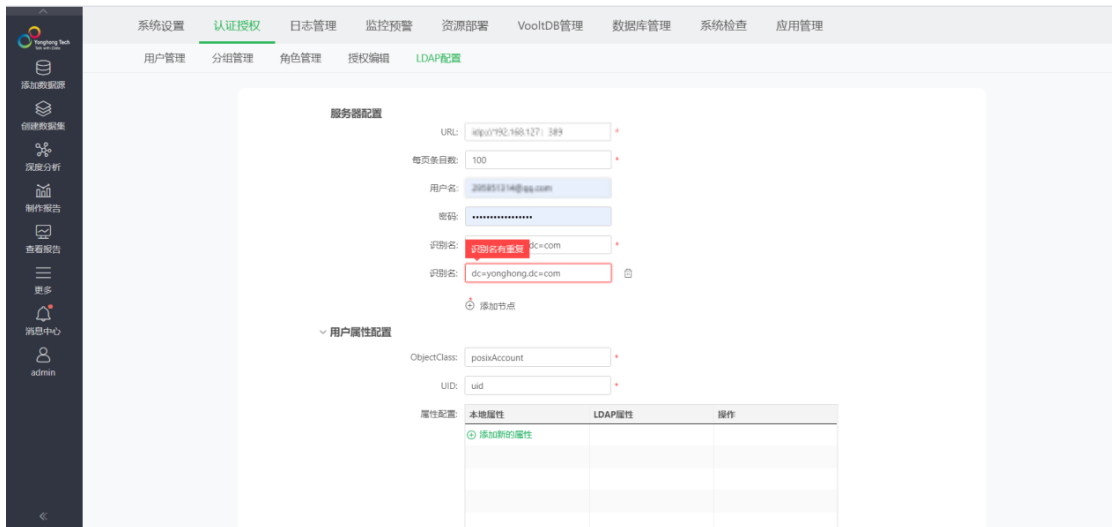 系统设置 认证授权 日志管理 监控预警 资源部署 VooltDB管理 数据库管理 系统检查 应用管理
用户管理 分组管理 角色管理 授权编辑 LDAP配置
Yonghong Tech
Talk with Data
添加数据源
创建数据集
深度分析
制作报告
查看报告
更多
消息中心
admin
服务器配置
URL: *
每页条目数: 100 *
用户名:
密码: ••••••••••••••••
识别名: dc=com *
识别名有重复
识别名: dc=yonghong.dc=com
添加节点
用户属性配置
ObjectClass: posixAccount *
UID: uid *
属性配置: 本地属性 LDAP属性 操作
添加新的属性